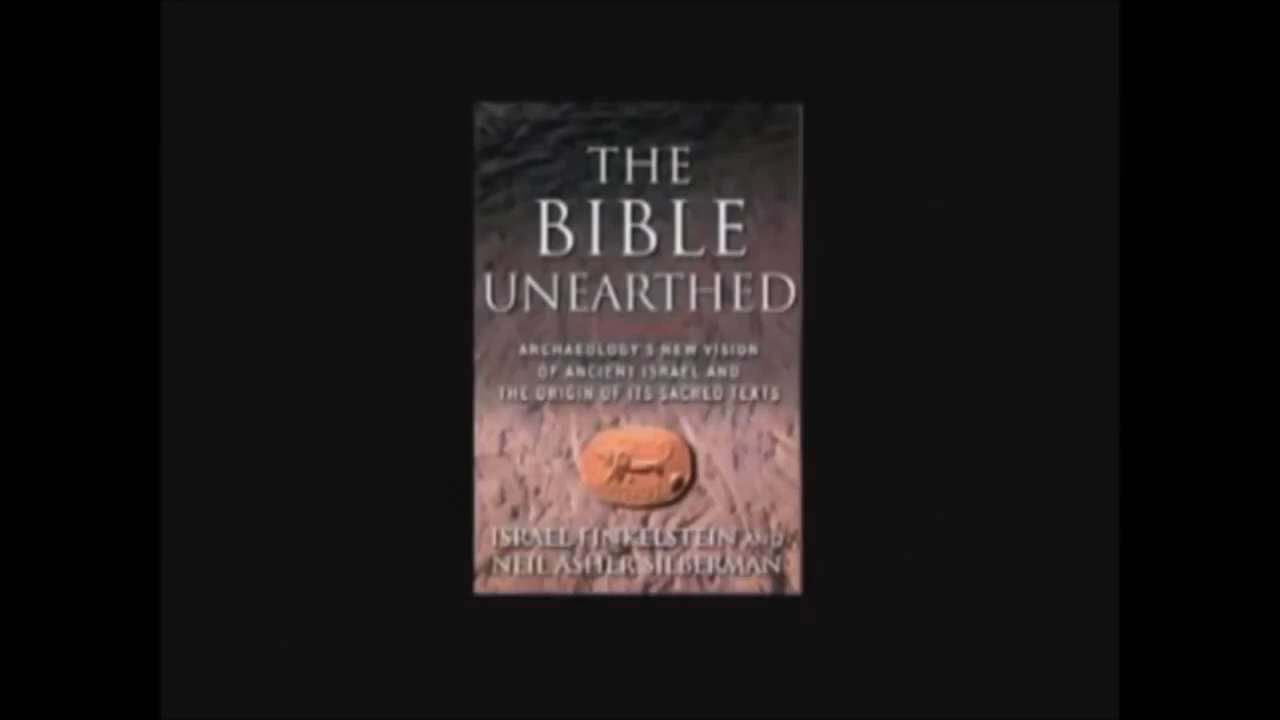 THE
BIBLE
UNEARTHED
ARCHAEOLOGY'S NEW VISION
OF ANCIENT ISRAEL AND
THE ORIGIN OF ITS SACRED TEXTS
ISRAEL FINKELSTEIN AND
NEIL ASHER SILBERMAN